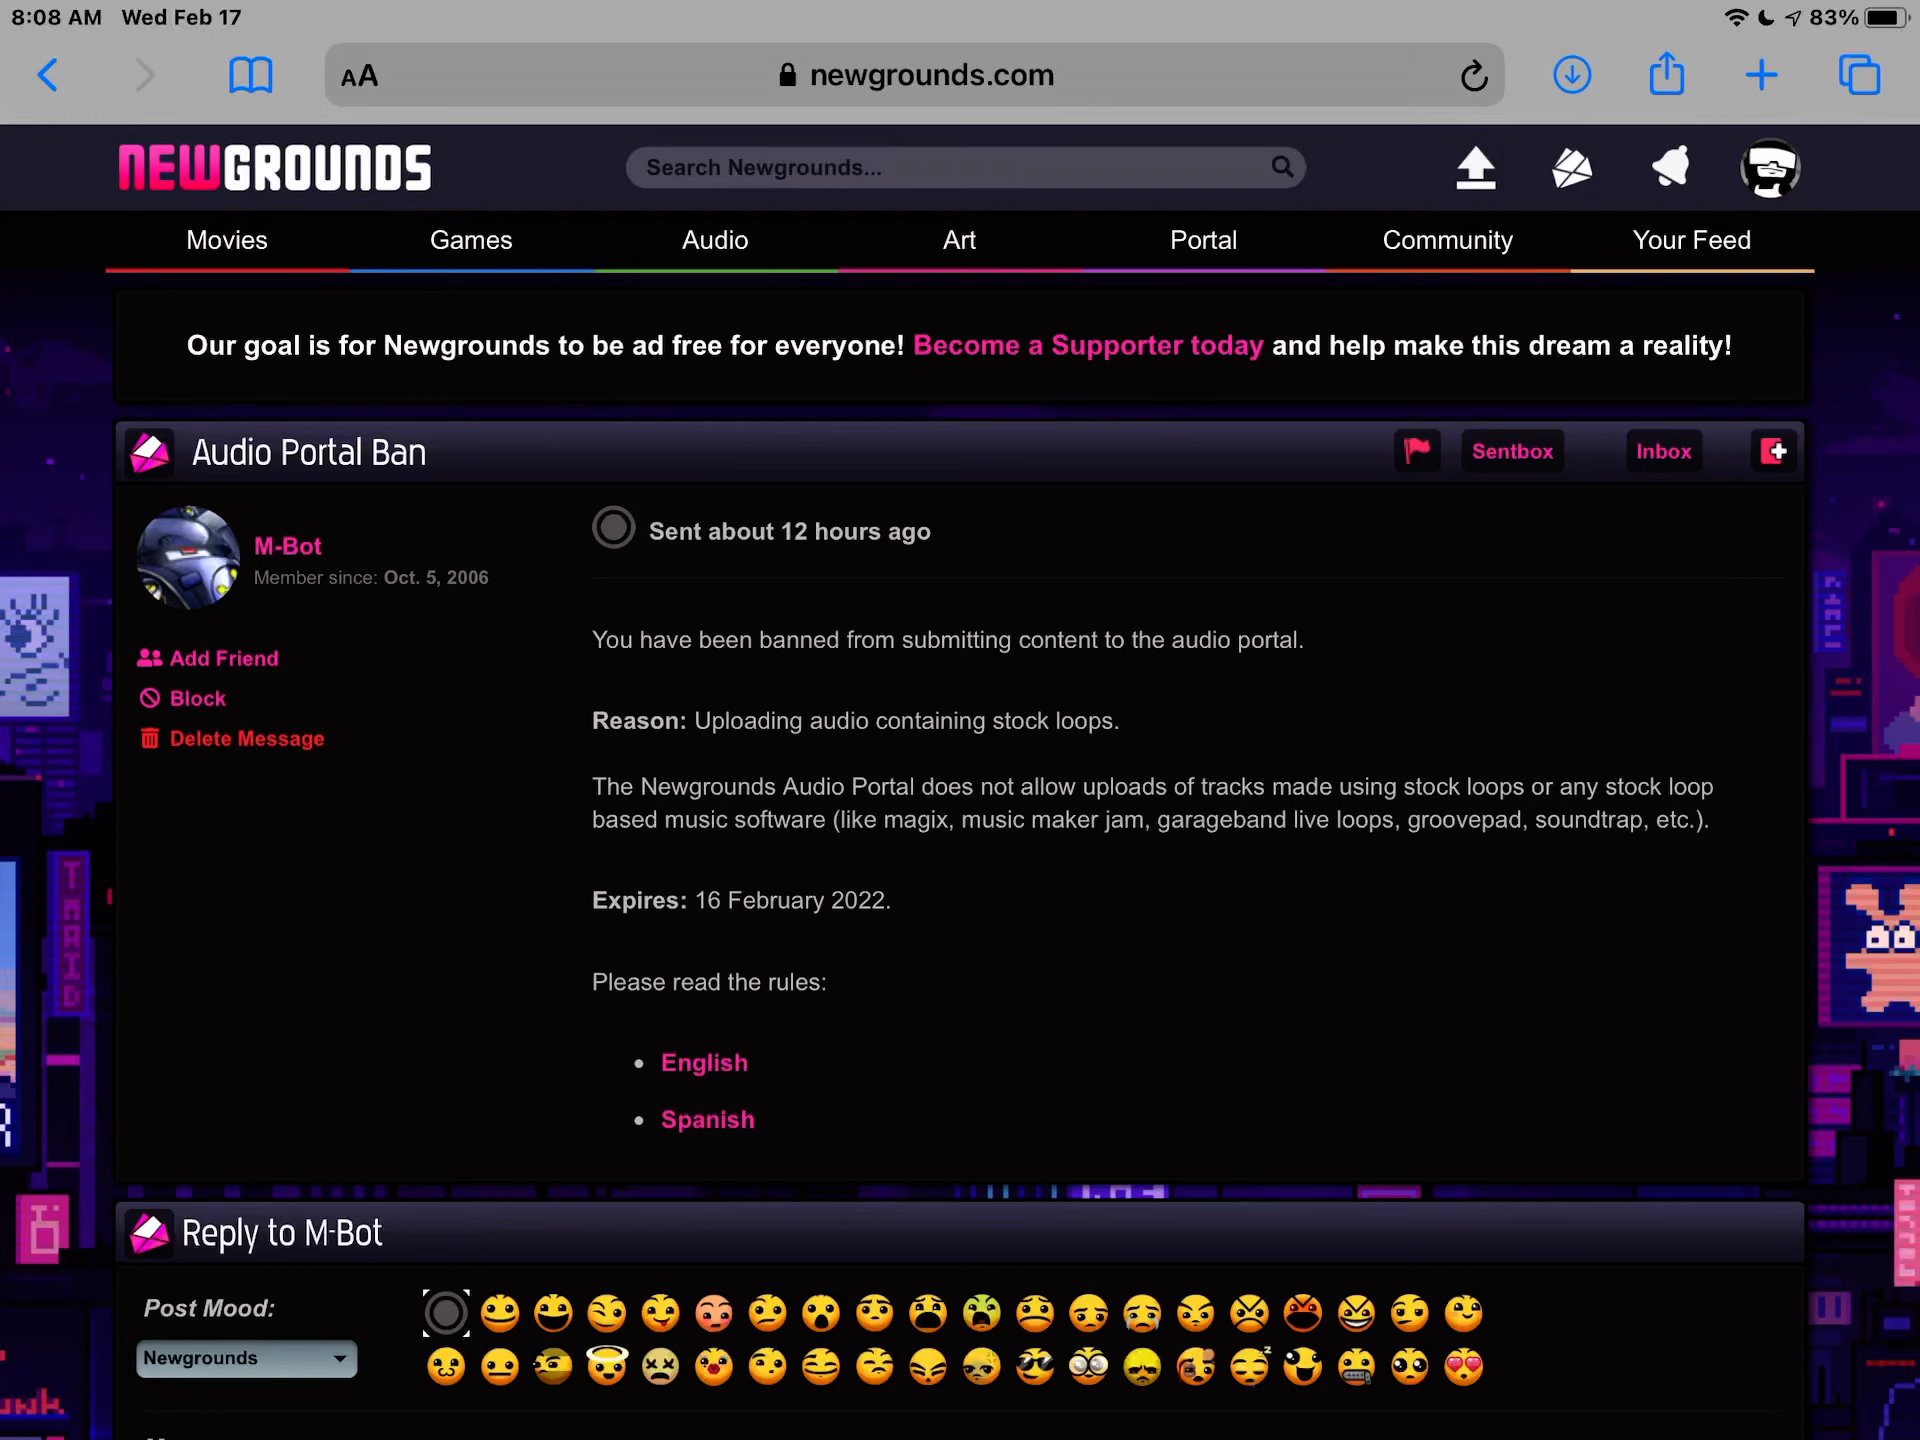 8:08 AM Wed Feb 17
83%
AA
newgrounds.com
NEWGROUNDS
Search Newgrounds...
Movies Games Audio Art Portal Community Your Feed
Our goal is for Newgrounds to be ad free for everyone! Become a Supporter today and help make this dream a reality!
Audio Portal Ban
Sentbox
Inbox
M-Bot
Member since: Oct. 5, 2006
Add Friend
Block
Delete Message
Sent about 12 hours ago
You have been banned from submitting content to the audio portal.
Reason: Uploading audio containing stock loops.
The Newgrounds Audio Portal does not allow uploads of tracks made using stock loops or any stock loop
based music software (like magix, music maker jam, garageband live loops, groovepad, soundtrap, etc.).
Expires: 16 February 2022.
Please read the rules:
• English
• Spanish
Reply to M-Bot
Post Mood:
Newgrounds